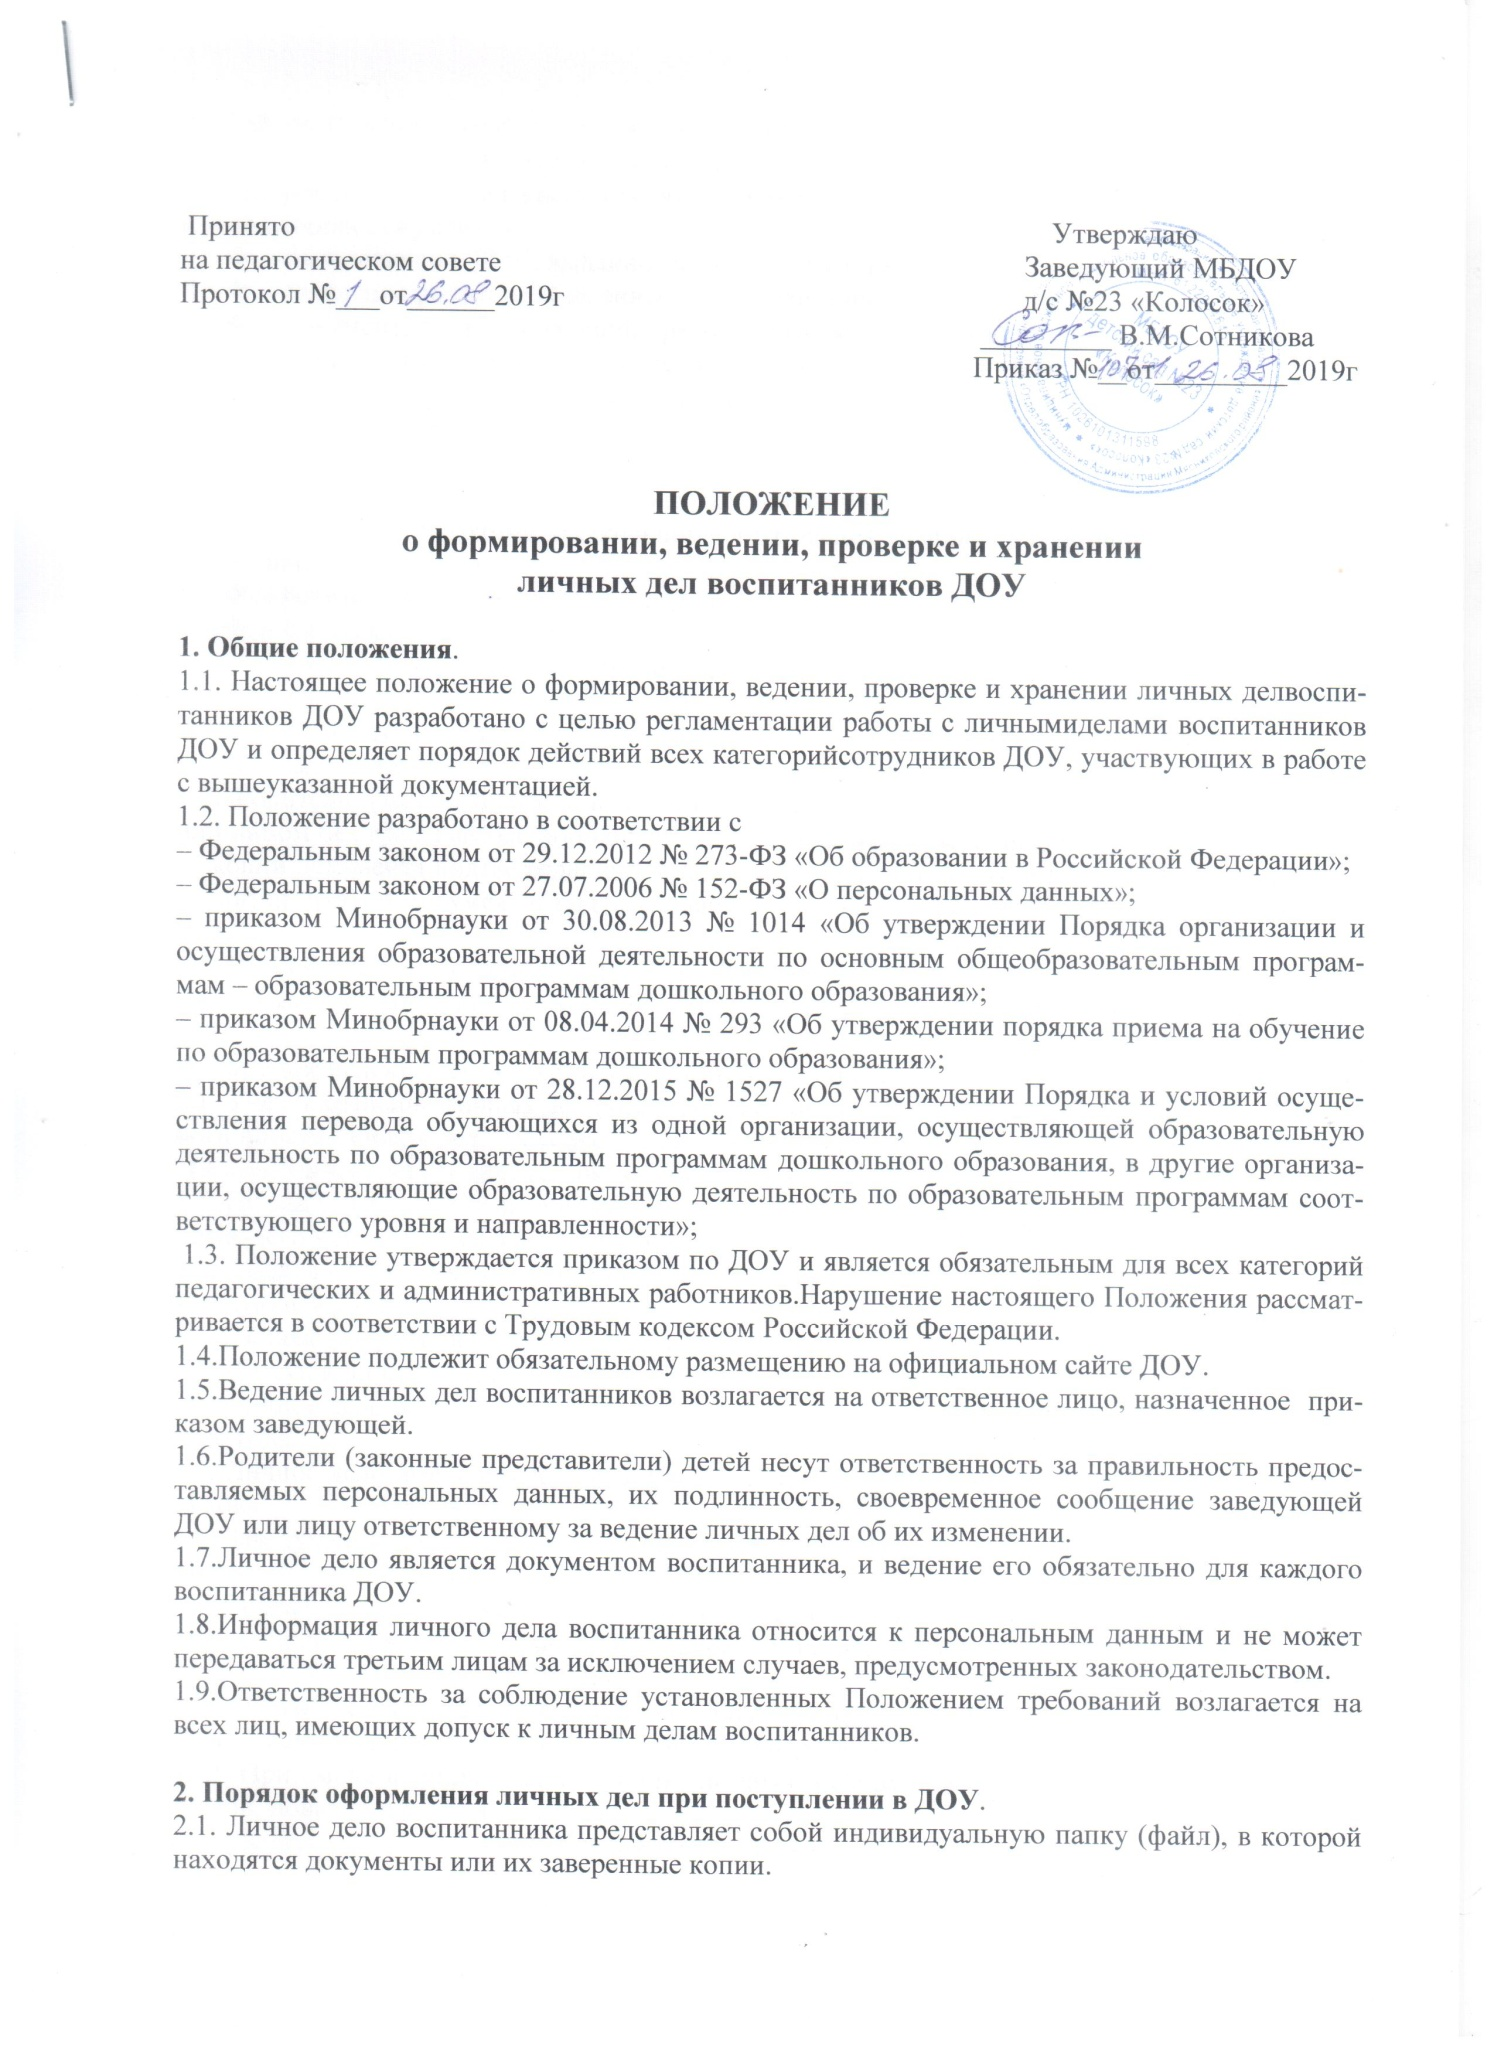 Принято
на педагогическом совете
Протокол № 1 от 26.08 2019г
Утверждаю
Заведующий МБДОУ
д/с №23 «Колосок»
В.М.Сотникова
Приказ № от 26.08 2019г
МБДОУ
детский сад №23
«Колосок»
ОГРН 1026101311598
ПОЛОЖЕНИЕ
о формировании, ведении, проверке и хранении
личных дел воспитанников ДОУ
1. Общие положения.
1.1. Настоящее положение о формировании, ведении, проверке и хранении личных делвоспи-
танников ДОУ разработано с целью регламентации работы с личнымиделами воспитанников
ДОУ и определяет порядок действий всех категорийсотрудников ДОУ, участвующих в работе
с вышеуказанной документацией.
1.2. Положение разработано в соответствии с
– Федеральным законом от 29.12.2012 № 273-ФЗ «Об образовании в Российской Федерации»;
– Федеральным законом от 27.07.2006 № 152-ФЗ «О персональных данных»;
– приказом Минобрнауки от 30.08.2013 № 1014 «Об утверждении Порядка организации и
осуществления образовательной деятельности по основным общеобразовательным програм-
мам – образовательным программам дошкольного образования»;
– приказом Минобрнауки от 08.04.2014 № 293 «Об утверждении порядка приема на обучение
по образовательным программам дошкольного образования»;
– приказом Минобрнауки от 28.12.2015 № 1527 «Об утверждении Порядка и условий осуще-
ствления перевода обучающихся из одной организации, осуществляющей образовательную
деятельность по образовательным программам дошкольного образования, в другие организа-
ции, осуществляющие образовательную деятельность по образовательным программам соот-
ветствующего уровня и направленности»;
1.3. Положение утверждается приказом по ДОУ и является обязательным для всех категорий
педагогических и административных работников.Нарушение настоящего Положения рассмат-
ривается в соответствии с Трудовым кодексом Российской Федерации.
1.4.Положение подлежит обязательному размещению на официальном сайте ДОУ.
1.5.Ведение личных дел воспитанников возлагается на ответственное лицо, назначенное при-
казом заведующей.
1.6.Родители (законные представители) детей несут ответственность за правильность предос-
тавляемых персональных данных, их подлинность, своевременное сообщение заведующей
ДОУ или лицу ответственному за ведение личных дел об их изменении.
1.7.Личное дело является документом воспитанника, и ведение его обязательно для каждого
воспитанника ДОУ.
1.8.Информация личного дела воспитанника относится к персональным данным и не может
передаваться третьим лицам за исключением случаев, предусмотренных законодательством.
1.9.Ответственность за соблюдение установленных Положением требований возлагается на
всех лиц, имеющих допуск к личным делам воспитанников.
2. Порядок оформления личных дел при поступлении в ДОУ.
2.1. Личное дело воспитанника представляет собой индивидуальную папку (файл), в которой
находятся документы или их заверенные копии.